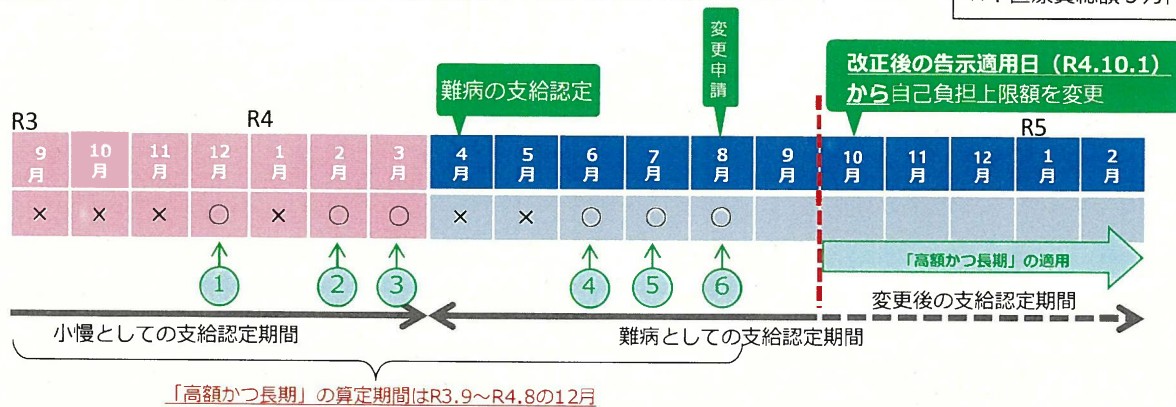 ×：医療費総額５万円
変更申請
難病の支給認定
改正後の告示適用日（R4.10.1）
から自己負担上限額を変更
R3
R4
R5
9月 10月 11月 12月 1月 2月 3月 4月 5月 6月 7月 8月 9月 10月 11月 12月 1月 2月
× × × ○ × ○ ○ × × ○ ○ ○
① ② ③ ④ ⑤ ⑥
「高額かつ長期」の適用
変更後の支給認定期間
小慢としての支給認定期間
難病としての支給認定期間
「高額かつ長期」の算定期間はR3.9～R4.8の12月